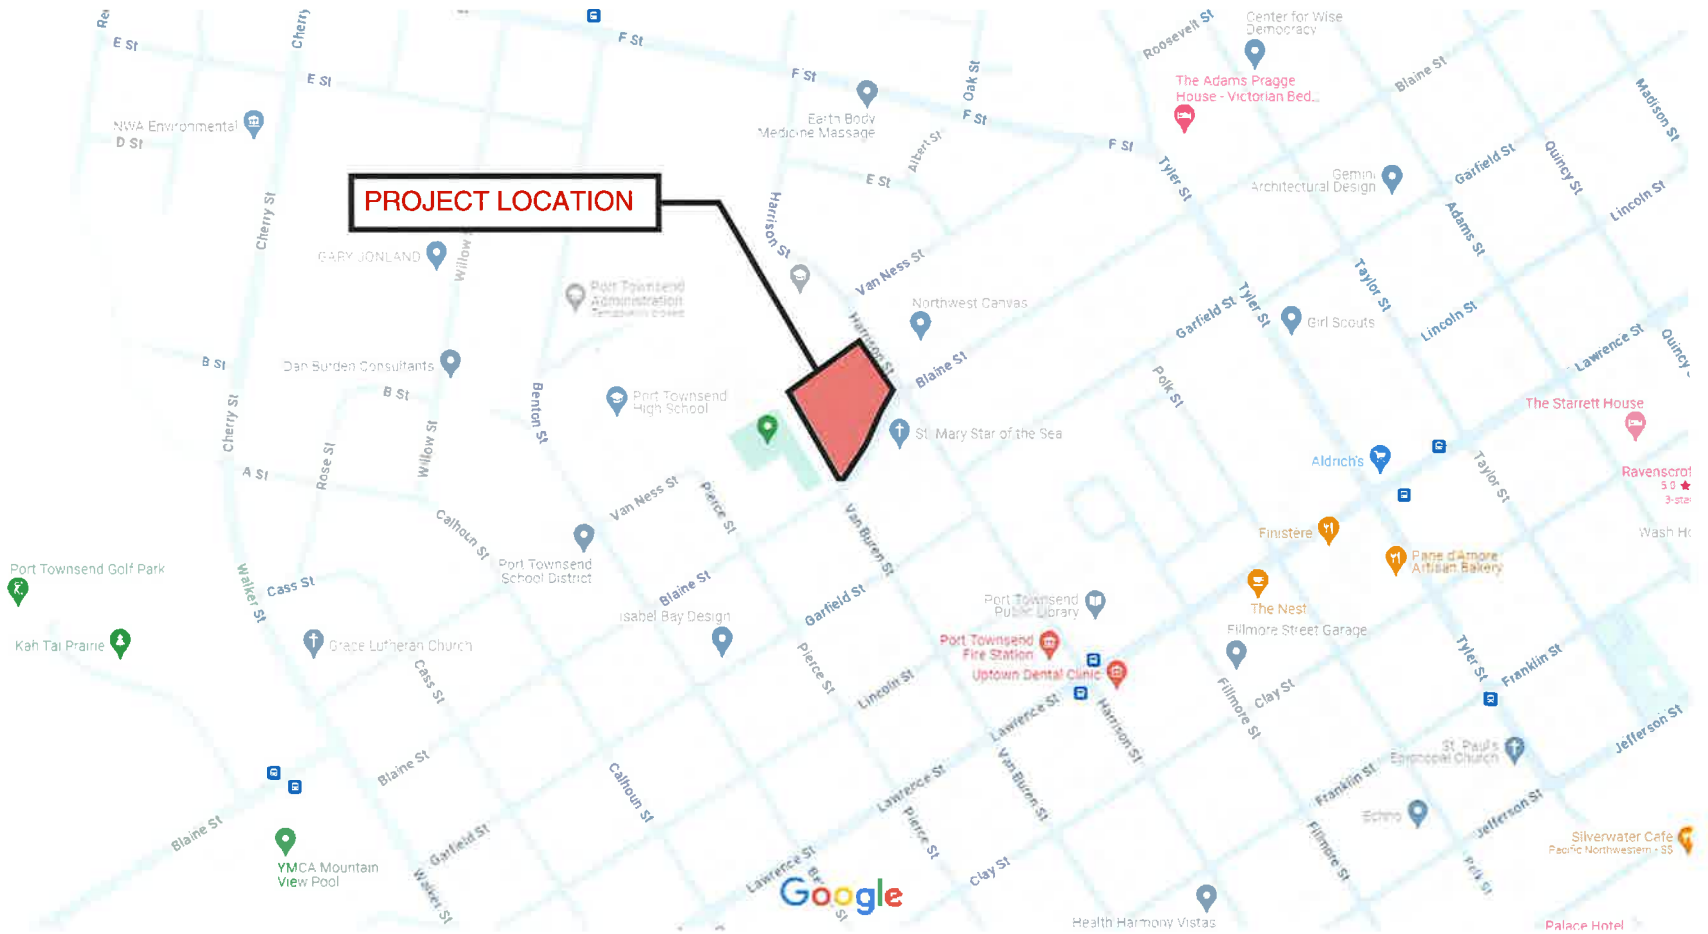 Roosevelt St
Center for Wise
Democracy
Cherry
E St
F St
Blaine St
E St
F St
Oak St
The Adams Pragge
House - Victorian Bed...
Madison St
NWA Environmental
D St
Earth Body
Medicine Massage
F St
Albert St
F St
Tyler St
Quincy St
Garfield St
Gemini
Architectural Design
E St
Lincoln St
PROJECT LOCATION
Cherry St
Harrison St
Adams St
GARY JONLAND
Willow
Van Ness St
Taylor St
Port Townsend
Administration
Northwest Canvas
Tyler St
Garfield St
Girl Scouts
Lincoln St
Harrison St
Lawrence St
Quincy
B St
Dan Burden Consultants
Blaine St
Polk St
B St
Benton St
Port Townsend
High School
The Starrett House
Cherry St
Willow St
St. Mary Star of the Sea
Rose St
Aldrich's
Taylor St
A St
Ravenscrof
5.0 ★
3-star
Van Ness St
Pierce St
Calhoun St
Van Buren St
Finistère
Wash Ho
Port Townsend
School District
Pane d'Amore
Artisan Bakery
Port Townsend Golf Park
Walker St
Cass St
Blaine St
Garfield St
Port Townsend
Public Library
The Nest
Isabel Bay Design
Fillmore Street Garage
Kah Tai Prairie
Grace Lutheran Church
Port Townsend
Fire Station
Uptown Dental Clinic
Tyler St
Franklin St
Cass St
Pierce St
Lincoln St
Fillmore St
Clay St
Lawrence St
Harrison St
Jefferson St
St. Paul's
Episcopal Church
Blaine St
Calhoun St
Lawrence St
Van Buren St
Franklin St
Blaine St
Pierce St
Jefferson St
Echno
Garfield St
Fillmore St
Silverwater Cafe
Pacific Northwestern · $$
YMCA Mountain
View Pool
Walker St
Lawrence St
Clay St
Polk St
Google
Health Harmony Vistas
Palace Hotel